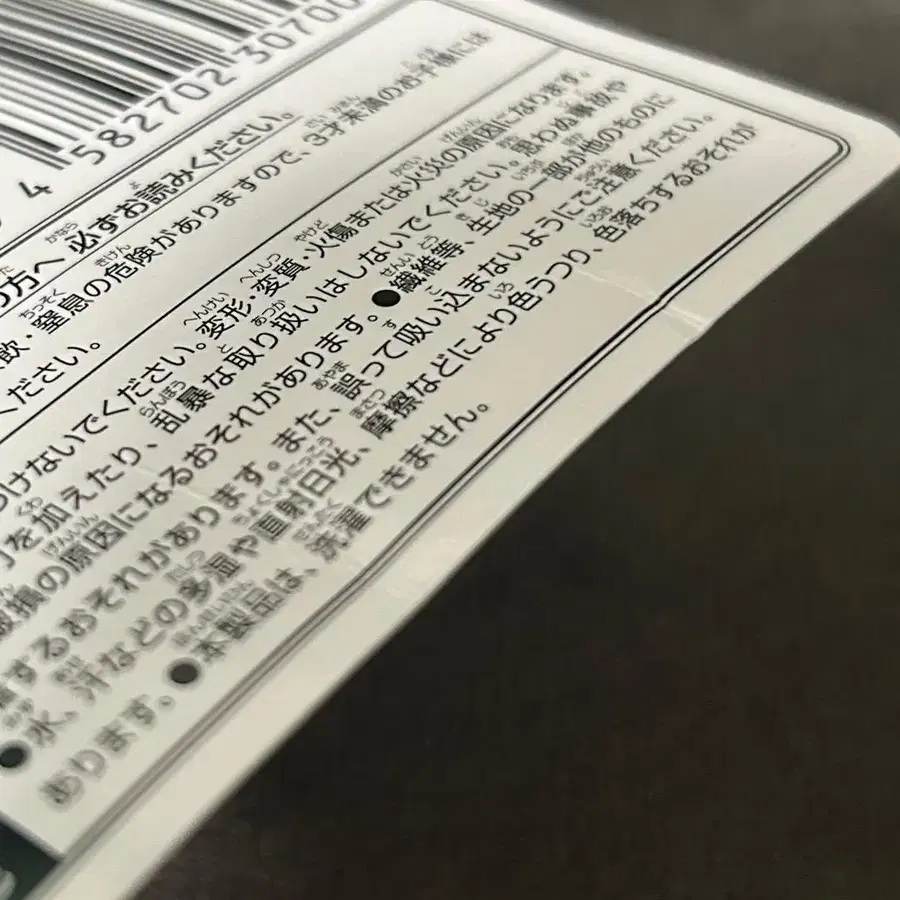 4 582702 30700
の方へ 必ずお読みください。
飲・窒息の危険がありますので、3才未満のお子様には
ください。
つけないでください。変形・変質・火傷または火災の原因になります。
力を加えたり、乱暴な取り扱いはしないでください。思わぬ事故や
破損の原因になるおそれがあります。●繊維等、生地の一部が他のものに
するおそれがあります。また、誤って吸い込まないようにご注意ください。
●水、汗などの多湿や直射日光、摩擦などにより色うつり、色落ちするおそれが
あります。●本製品は、洗濯できません。